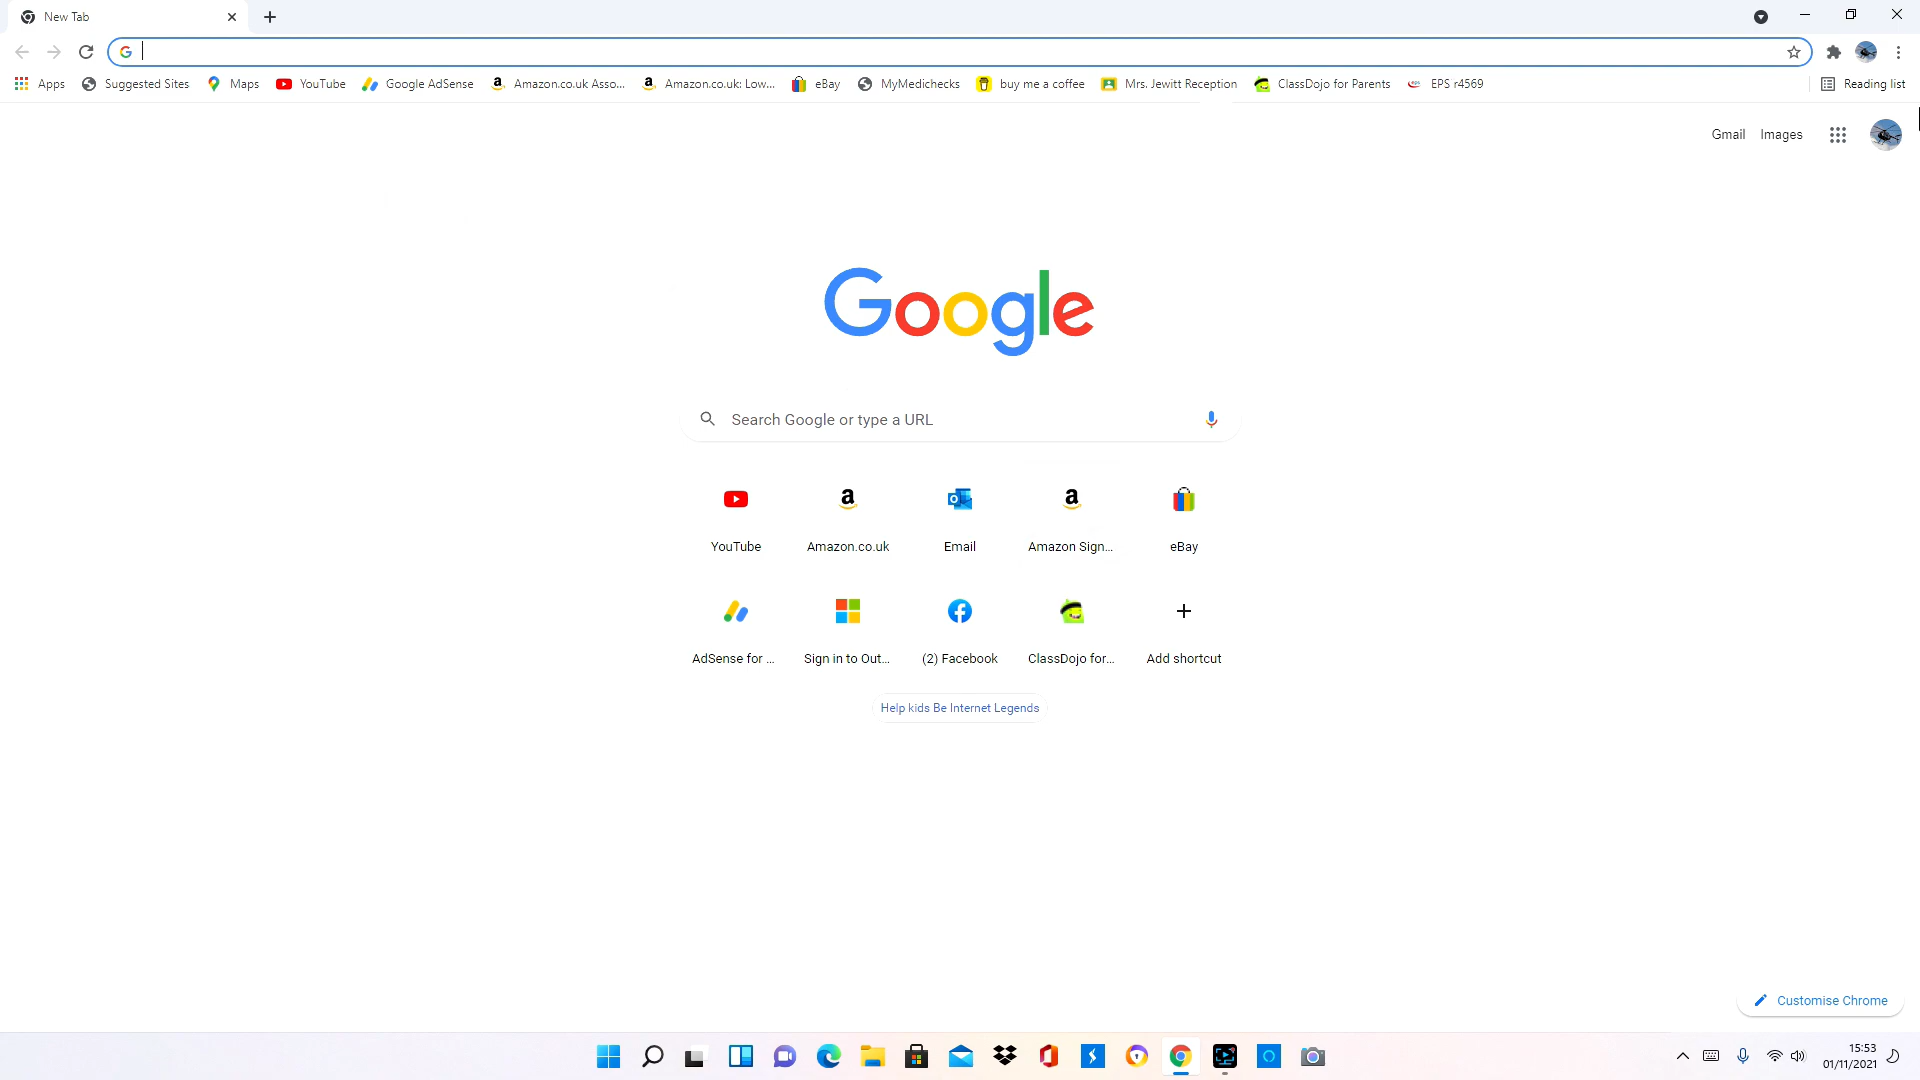 New Tab
Apps Suggested Sites Maps YouTube Google AdSense Amazon.co.uk Asso... Amazon.co.uk: Low... eBay MyMedichecks buy me a coffee Mrs. Jewitt Reception ClassDojo for Parents EPS r4569 Reading list
Gmail Images
Google
Search Google or type a URL
YouTube Amazon.co.uk Email Amazon Sign... eBay
AdSense for ... Sign in to Out... (2) Facebook ClassDojo for... Add shortcut
Help kids Be Internet Legends
Customise Chrome
15:53
01/11/2021